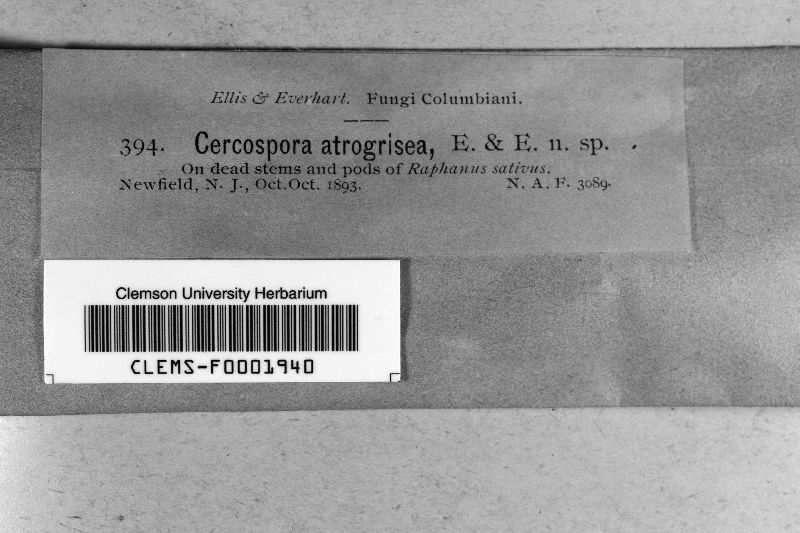 Ellis & Everhart. Fungi Columbiani.
394. Cercospora atrogrisea, E. & E. n. sp.
On dead stems and pods of Raphanus sativus.
Newfield, N. J., Oct.Oct. 1893. N. A. F. 3089.
Clemson University Herbarium
CLEMS-F0001940